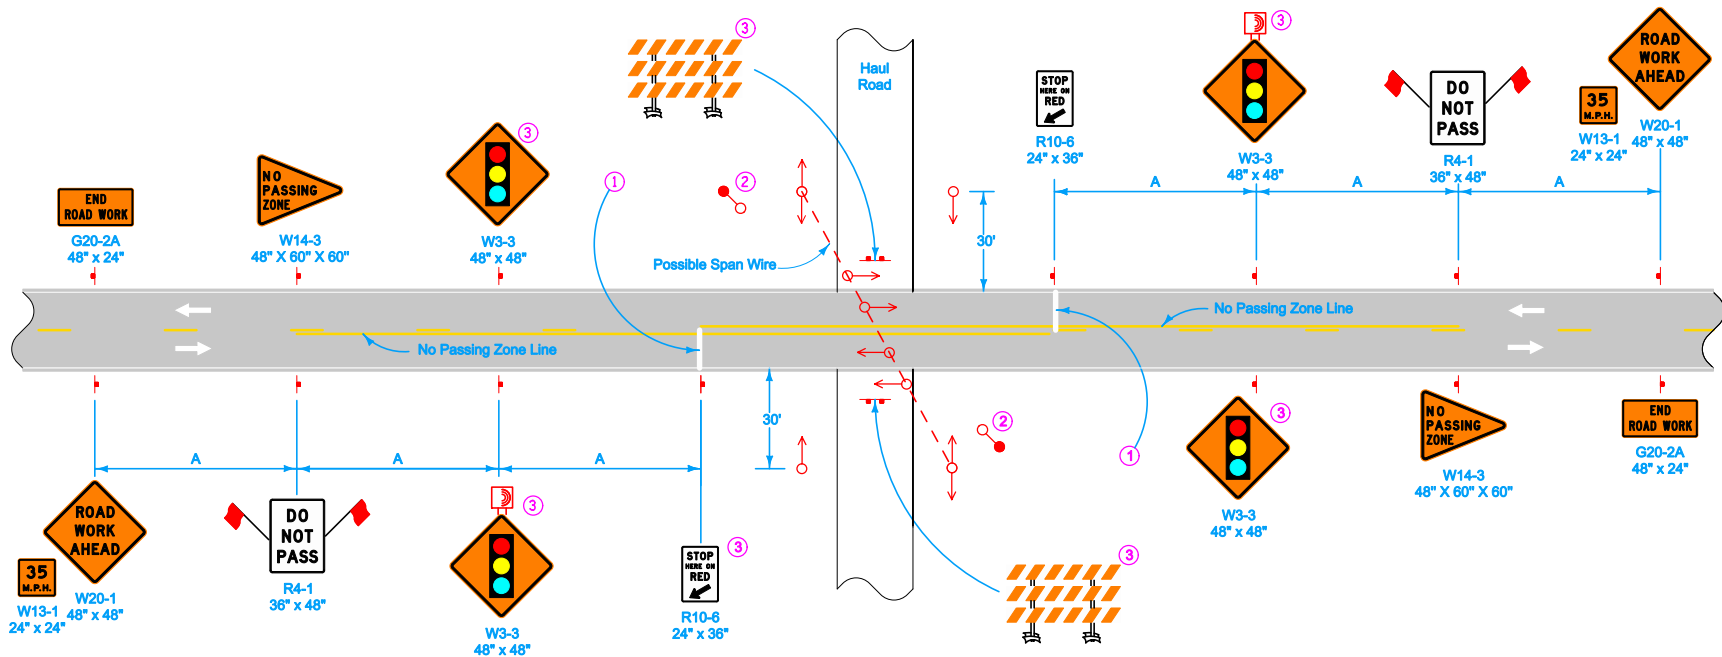 3
Haul
Road
3
ROAD
WORK
AHEAD
STOP
HERE ON
RED
R10-6
24" x 36"
W3-3
48" x 48"
DO
NOT
PASS
R4-1
36" x 48"
35
M.P.H.
W13-1
24" x 24"
W20-1
48" x 48"
3
NO
PASSING
ZONE
W14-3
48" X 60" X 60"
END
ROAD WORK
G20-2A
48" x 24"
W3-3
48" x 48"
1
2
A
A
A
30'
Possible Span Wire
No Passing Zone Line
No Passing Zone Line
30'
2
1
A
A
A
3
W3-3
48" x 48"
NO
PASSING
ZONE
W14-3
48" X 60" X 60"
END
ROAD WORK
G20-2A
48" x 24"
ROAD
WORK
AHEAD
35
M.P.H.
W13-1
24" x 24"
W20-1
48" x 48"
DO
NOT
PASS
R4-1
36" x 48"
3
W3-3
48" x 48"
STOP
HERE ON
RED
3
R10-6
24" x 36"
3